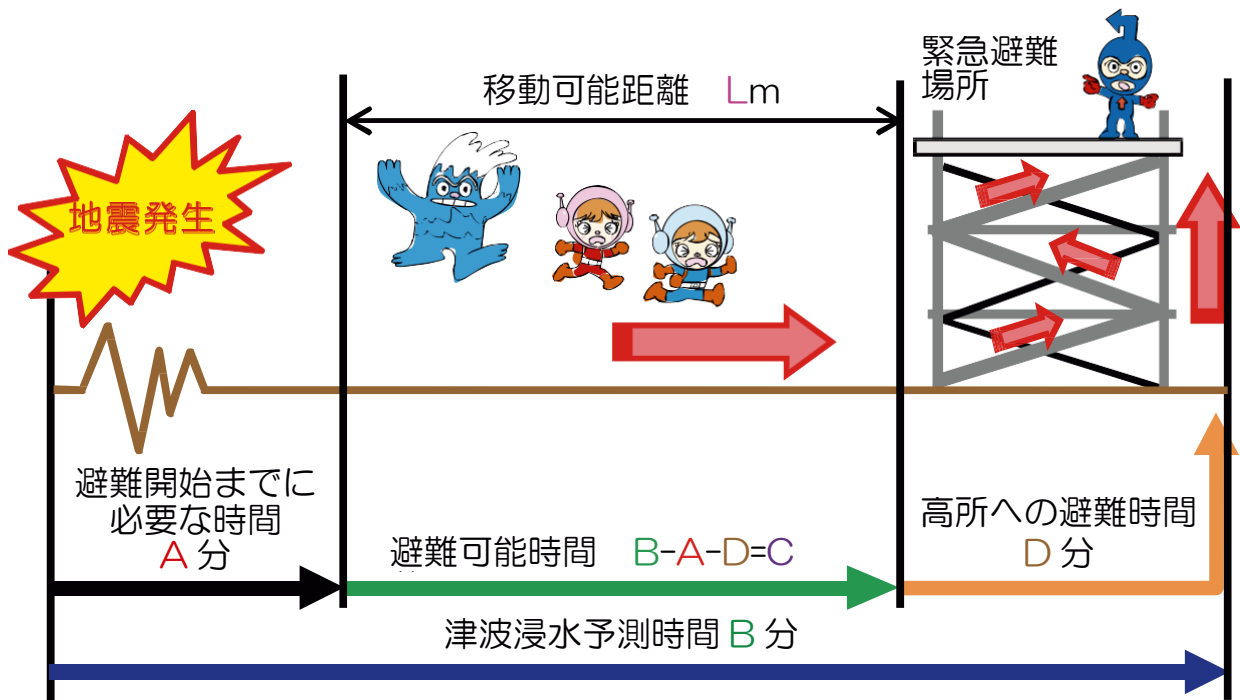 緊急避難
場所
移動可能距離 Lm
地震発生
避難開始までに
必要な時間
A 分
避難可能時間 B-A-D=C
高所への避難時間
D 分
津波浸水予測時間 B 分